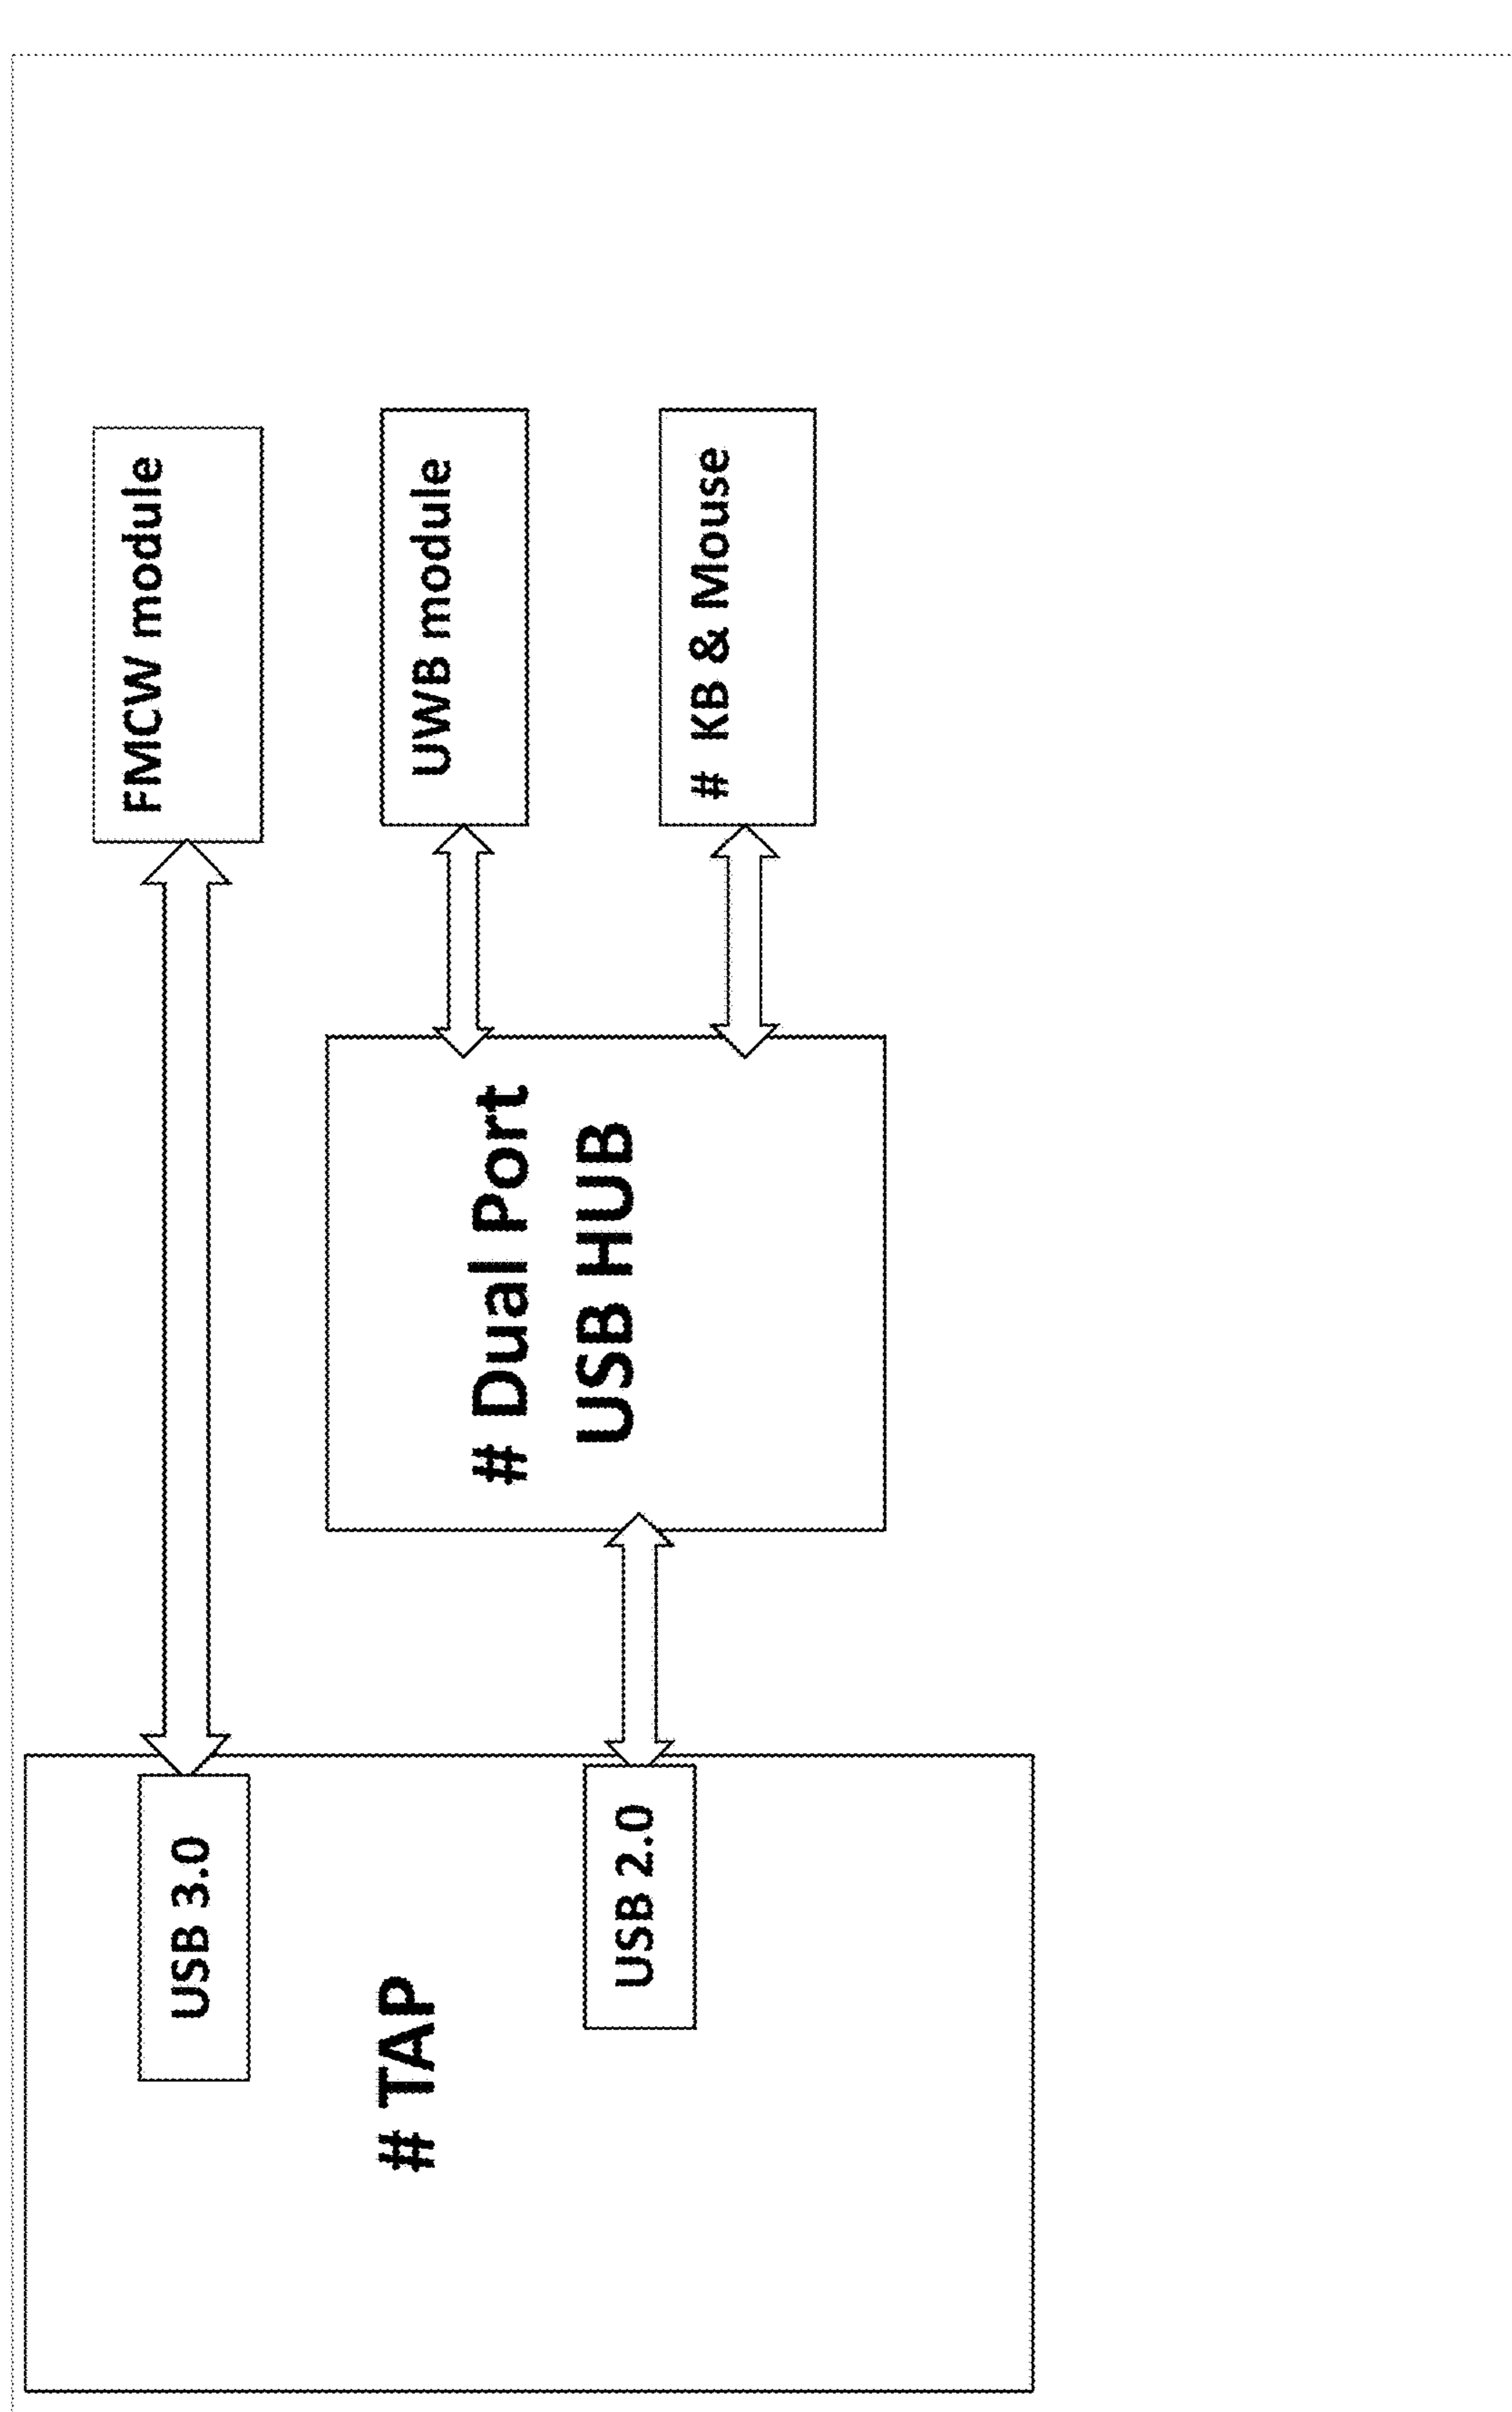 USB 3.0
# TAP
USB 2.0
# Dual Port
USB HUB
FMCW module
UWB module
# KB & Mouse